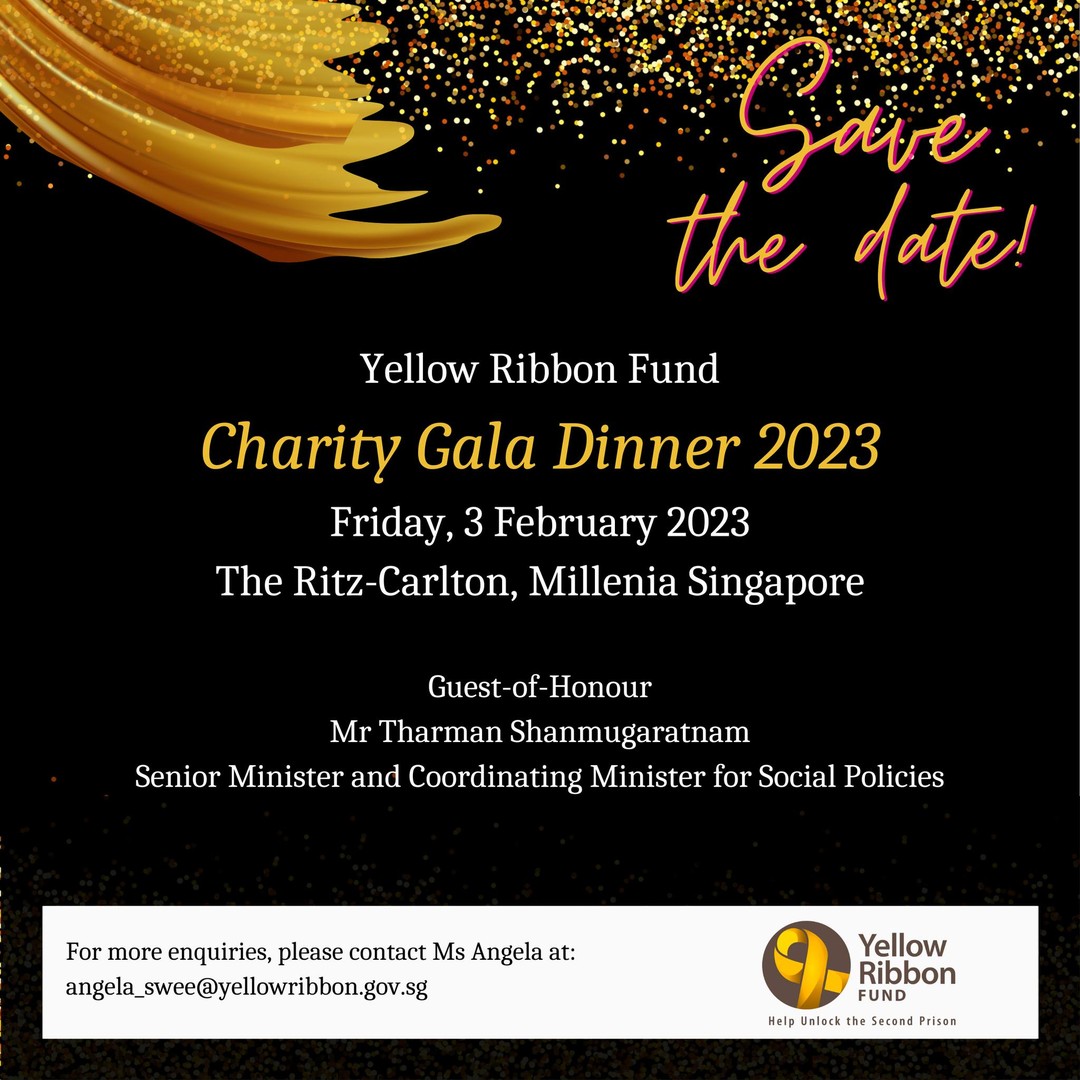 Save
the date!
Yellow Ribbon Fund
Charity Gala Dinner 2023
Friday, 3 February 2023
The Ritz-Carlton, Millenia Singapore
Guest-of-Honour
Mr Tharman Shanmugaratnam
Senior Minister and Coordinating Minister for Social Policies
For more enquiries, please contact Ms Angela at:
angela_swee@yellowribbon.gov.sg
Yellow
Ribbon
FUND
Help Unlock the Second Prison